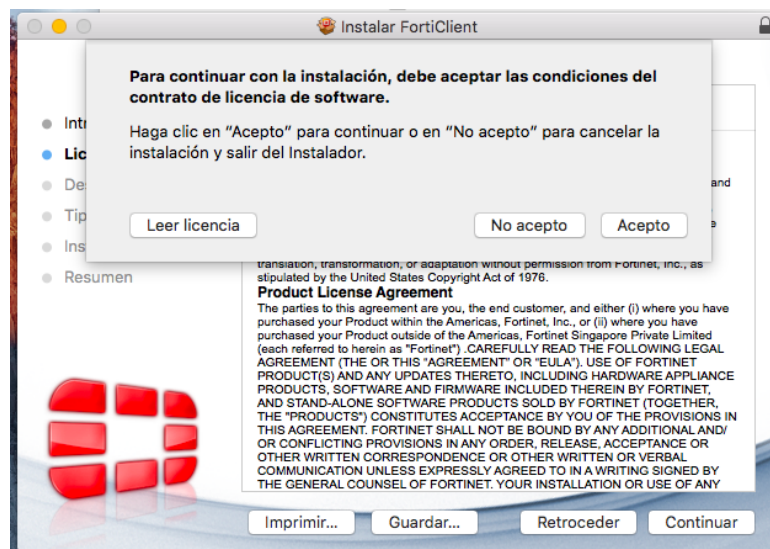 Instalar FortiClient
Para continuar con la instalación, debe aceptar las condiciones del
contrato de licencia de software.
Haga clic en “Acepto” para continuar o en “No acepto” para cancelar la
instalación y salir del Instalador.
Leer licencia
No acepto
Acepto
Intr
Lic
De
Tip
Ins
Resumen
and
translation, transformation, or adaptation without permission from Fortinet, Inc., as
stipulated by the United States Copyright Act of 1976.
Product License Agreement
The parties to this agreement are you, the end customer, and either (i) where you have
purchased your Product within the Americas, Fortinet, Inc., or (ii) where you have
purchased your Product outside of the Americas, Fortinet Singapore Private Limited
(each referred to herein as "Fortinet") .CAREFULLY READ THE FOLLOWING LEGAL
AGREEMENT (THE OR THIS “AGREEMENT” OR “EULA”). USE OF FORTINET
PRODUCT(S) AND ANY UPDATES THERETO, INCLUDING HARDWARE APPLIANCE
PRODUCTS, SOFTWARE AND FIRMWARE INCLUDED THEREIN BY FORTINET,
AND STAND-ALONE SOFTWARE PRODUCTS SOLD BY FORTINET (TOGETHER,
THE "PRODUCTS") CONSTITUTES ACCEPTANCE BY YOU OF THE PROVISIONS IN
THIS AGREEMENT. FORTINET SHALL NOT BE BOUND BY ANY ADDITIONAL AND/
OR CONFLICTING PROVISIONS IN ANY ORDER, RELEASE, ACCEPTANCE OR
OTHER WRITTEN CORRESPONDENCE OR OTHER WRITTEN OR VERBAL
COMMUNICATION UNLESS EXPRESSLY AGREED TO IN A WRITING SIGNED BY
THE GENERAL COUNSEL OF FORTINET. YOUR INSTALLATION OR USE OF ANY
Imprimir...
Guardar...
Retroceder
Continuar